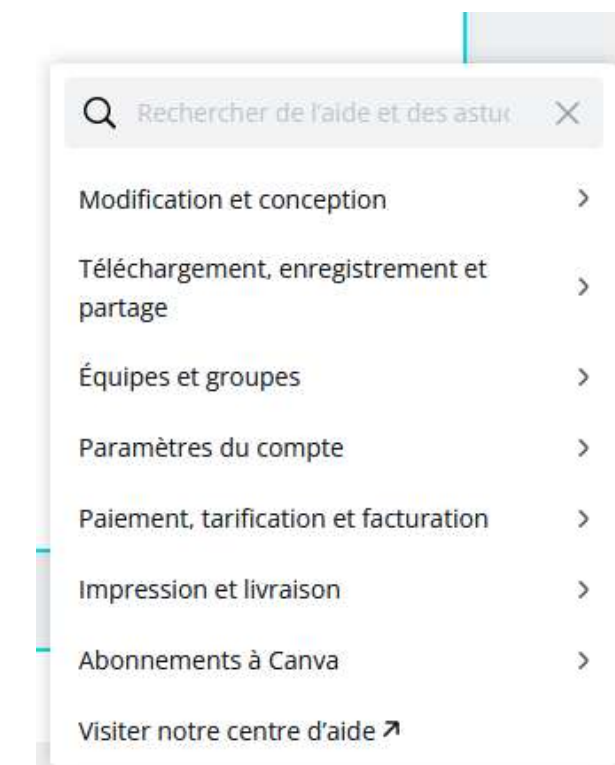 Rechercher de l'aide et des astuc
Modification et conception
Téléchargement, enregistrement et
partage
Équipes et groupes
Paramètres du compte
Paiement, tarification et facturation
Impression et livraison
Abonnements à Canva
Visiter notre centre d'aide